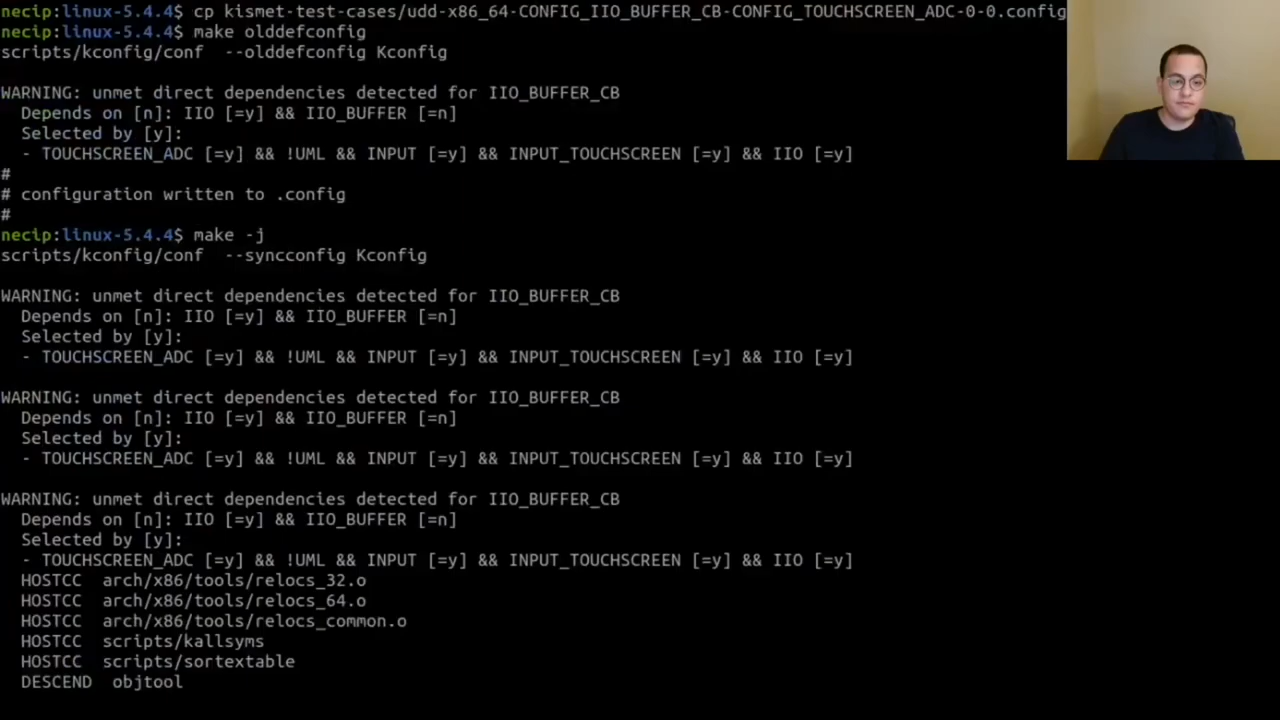 necip:linux-5.4.4$ cp kismet-test-cases/udd-x86_64-CONFIG_IIO_BUFFER_CB-CONFIG_TOUCHSCREEN_ADC-0-0.config
necip:linux-5.4.4$ make olddefconfig
scripts/kconfig/conf  --olddefconfig Kconfig
WARNING: unmet direct dependencies detected for IIO_BUFFER_CB
  Depends on [n]: IIO [=y] && IIO_BUFFER [=n]
  Selected by [y]:
  - TOUCHSCREEN_ADC [=y] && !UML && INPUT [=y] && INPUT_TOUCHSCREEN [=y] && IIO [=y]
#
# configuration written to .config
#
necip:linux-5.4.4$ make -j
scripts/kconfig/conf  --syncconfig Kconfig
WARNING: unmet direct dependencies detected for IIO_BUFFER_CB
  Depends on [n]: IIO [=y] && IIO_BUFFER [=n]
  Selected by [y]:
  - TOUCHSCREEN_ADC [=y] && !UML && INPUT [=y] && INPUT_TOUCHSCREEN [=y] && IIO [=y]
WARNING: unmet direct dependencies detected for IIO_BUFFER_CB
  Depends on [n]: IIO [=y] && IIO_BUFFER [=n]
  Selected by [y]:
  - TOUCHSCREEN_ADC [=y] && !UML && INPUT [=y] && INPUT_TOUCHSCREEN [=y] && IIO [=y]
WARNING: unmet direct dependencies detected for IIO_BUFFER_CB
  Depends on [n]: IIO [=y] && IIO_BUFFER [=n]
  Selected by [y]:
  - TOUCHSCREEN_ADC [=y] && !UML && INPUT [=y] && INPUT_TOUCHSCREEN [=y] && IIO [=y]
  HOSTCC  arch/x86/tools/relocs_32.o
  HOSTCC  arch/x86/tools/relocs_64.o
  HOSTCC  arch/x86/tools/relocs_common.o
  HOSTCC  scripts/kallsyms
  HOSTCC  scripts/sortextable
  DESCEND  objtool